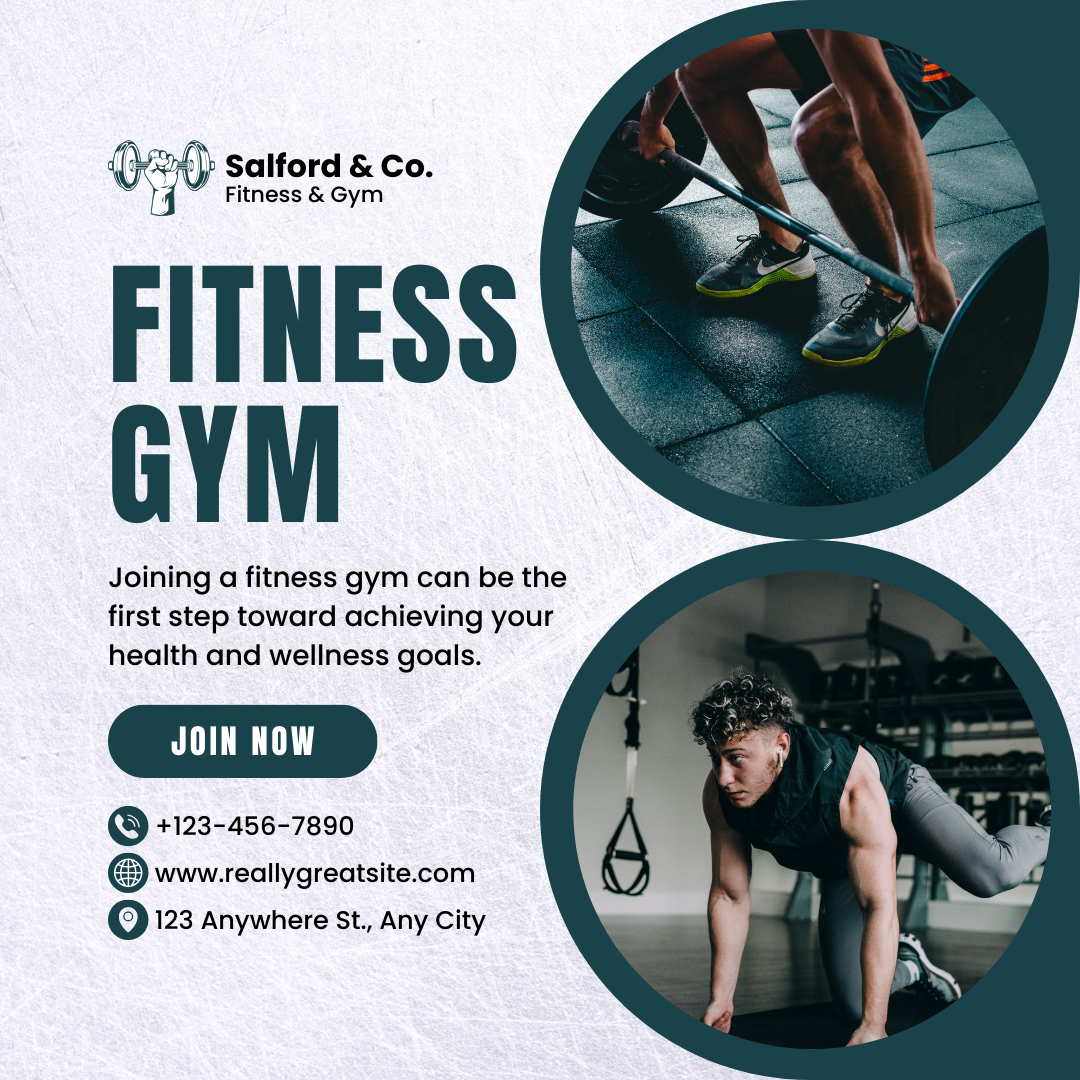 Salford & Co.
Fitness & Gym
FITNESS
GYM
Joining a fitness gym can be the
first step toward achieving your
health and wellness goals.
JOIN NOW
+123-456-7890
www.reallygreatsite.com
123 Anywhere St., Any City